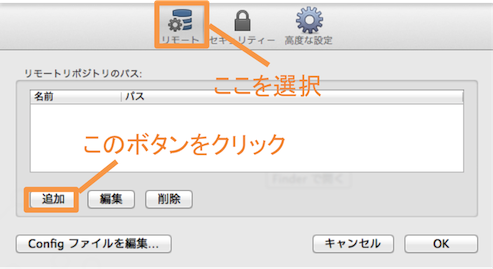 リモート セキュリティー 高度な設定
ここを選択
リモートリポジトリのパス:
名前 パス
このボタンをクリック
Finder で開く
追加 編集 削除
Config ファイルを編集... キャンセル OK